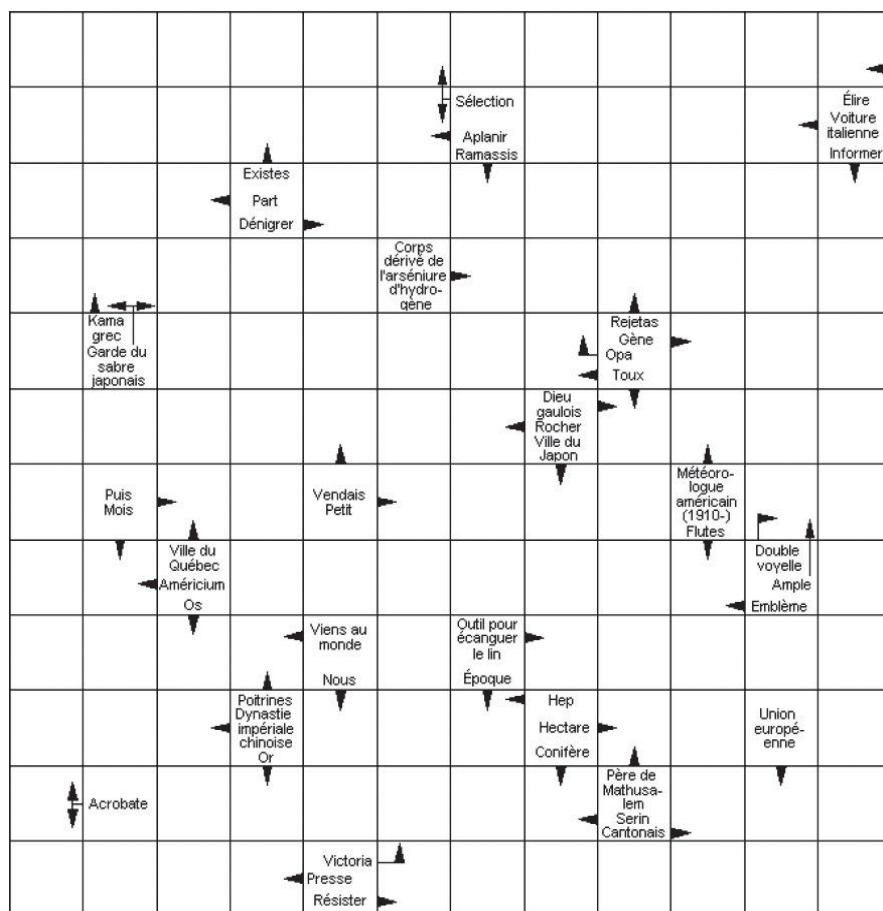 Sélection
Aplanir
Ramassis
Élire
Voiture
italienne
Informer
Existes
Part
Dénigrer
Corps
dérivé de
l'arséniure
d'hydro-
gène
Kama
grec
Garde du
sabre
japonais
Rejetas
Gène
Opa
Toux
Dieu
gaulois
Rocher
Ville du
Japon
Puis
Mois
Vendais
Petit
Météoro-
logue
américain
(1910-)
Flutes
Ville du
Québec
Américium
Os
Double
voyelle
Ample
Emblème
Viens au
monde
Nous
Outil pour
écanguer
le lin
Époque
Poitrines
Dynastie
impériale
chinoise
Or
Hep
Hectare
Conifère
Union
europé-
enne
Acrobate
Père de
Mathusa-
lem
Serin
Cantonais
Victoria
Presse
Résister